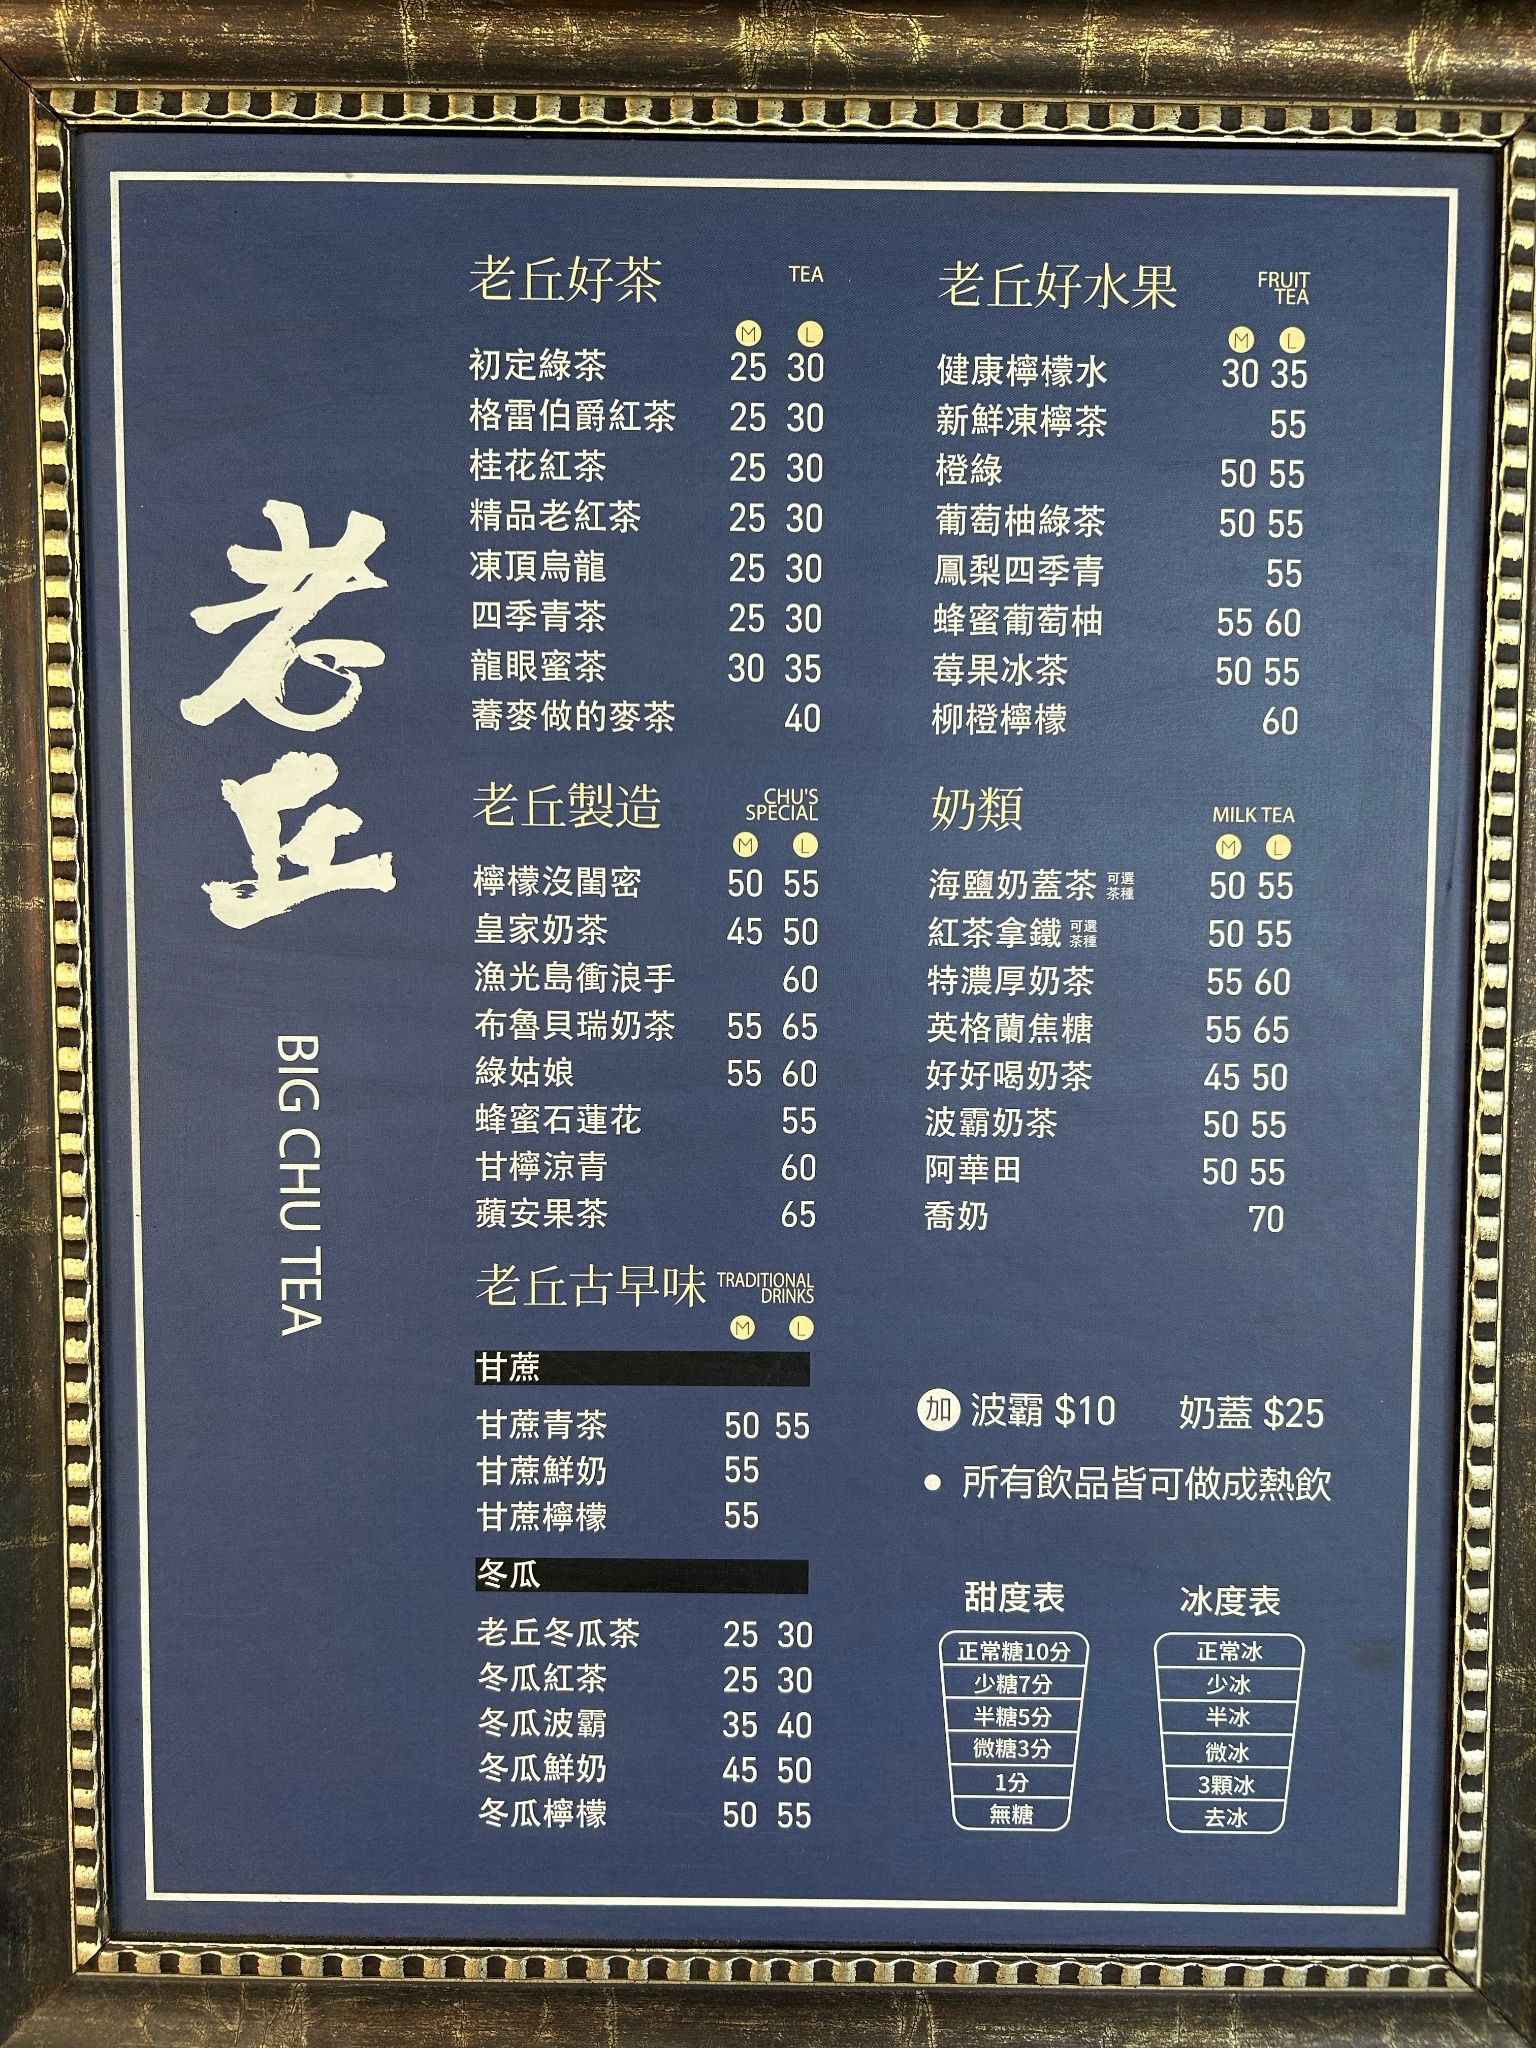 老丘
BIG CHU TEA
老丘好茶 TEA
M L
初定綠茶 25 30
格雷伯爵紅茶 25 30
桂花紅茶 25 30
精品老紅茶 25 30
凍頂烏龍 25 30
四季青茶 25 30
龍眼蜜茶 30 35
蕎麥做的麥茶 40
老丘製造 CHU'S SPECIAL
M L
檸檬沒閨密 50 55
皇家奶茶 45 50
漁光島衝浪手 60
布魯貝瑞奶茶 55 65
綠姑娘 55 60
蜂蜜石蓮花 55
甘檸涼青 60
蘋安果茶 65
老丘古早味 TRADITIONAL DRINKS
M L
甘蔗
甘蔗青茶 50 55
甘蔗鮮奶 55
甘蔗檸檬 55
冬瓜
老丘冬瓜茶 25 30
冬瓜紅茶 25 30
冬瓜波霸 35 40
冬瓜鮮奶 45 50
冬瓜檸檬 50 55
老丘好水果 FRUIT TEA
M L
健康檸檬水 30 35
新鮮凍檸茶 55
橙綠 50 55
葡萄柚綠茶 50 55
鳳梨四季青 55
蜂蜜葡萄柚 55 60
莓果冰茶 50 55
柳橙檸檬 60
奶類 MILK TEA
M L
海鹽奶蓋茶 可選茶種 50 55
紅茶拿鐵 可選茶種 50 55
特濃厚奶茶 55 60
英格蘭焦糖 55 65
好好喝奶茶 45 50
波霸奶茶 50 55
阿華田 50 55
喬奶 70
加 波霸 $10 奶蓋 $25
• 所有飲品皆可做成熱飲
甜度表
正常糖10分
少糖7分
半糖5分
微糖3分
1分
無糖
冰度表
正常冰
少冰
半冰
微冰
3顆冰
去冰